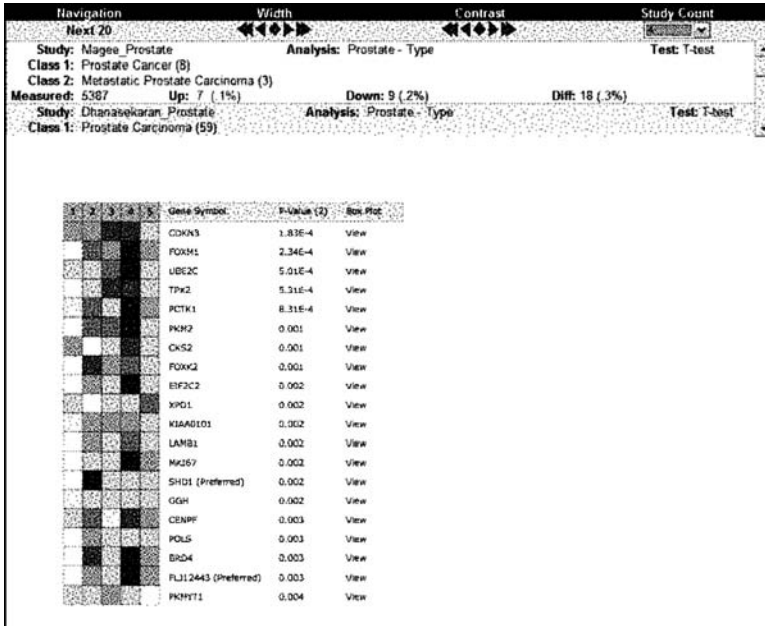 Navigation Width Contrast Study Count
Next 20
Study: Magee_Prostate Analysis: Prostate - Type Test: T-test
Class 1: Prostate Cancer (8)
Class 2: Metastatic Prostate Carcinoma (3)
Measured: 5387 Up: 7 (.1%) Down: 9 (.2%) Diff: 18 (.3%)
Study: Dhanasekaran_Prostate Analysis: Prostate - Type Test: T-test
Class 1: Prostate Carcinoma (59)
1 2 3 4 5 Gene Symbol P-Value (2) Box Plot
CDKN3 1.83E-4 View
FOXM1 2.34E-4 View
UBE2C 5.01E-4 View
TPX2 5.31E-4 View
PCTK1 8.31E-4 View
PKM2 0.001 View
CKS2 0.001 View
FOXK2 0.001 View
EIF2C2 0.002 View
XPO1 0.002 View
KIAA0101 0.002 View
LAMB1 0.002 View
MKI67 0.002 View
SHD1 (Preferred) 0.002 View
GGH 0.002 View
CENPF 0.003 View
POLS 0.003 View
BRD4 0.003 View
FLJ12443 (Preferred) 0.003 View
PKMYT1 0.004 View